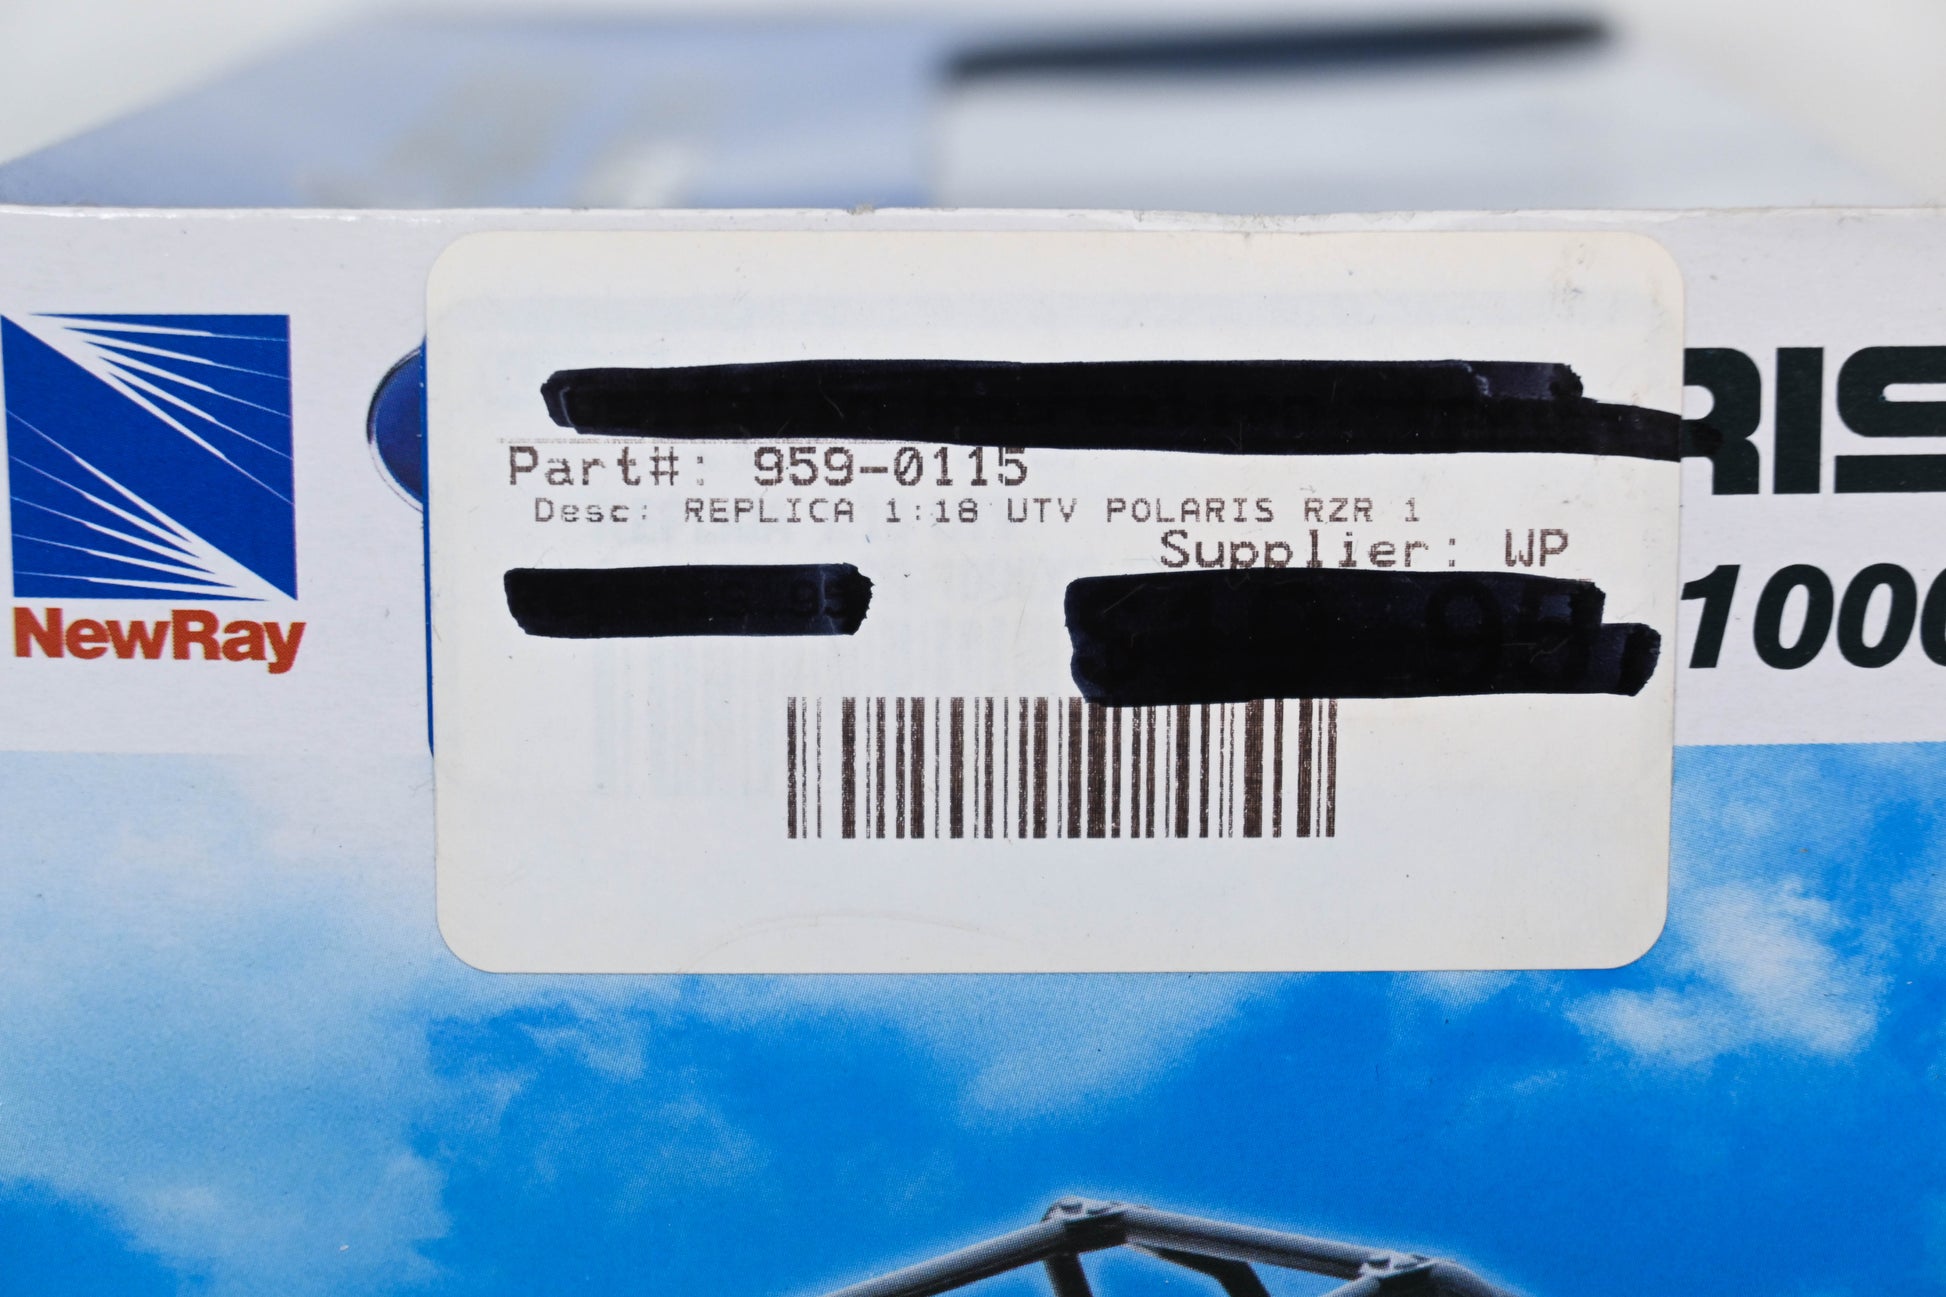 Part#: 959-0115
Desc: REPLICA 1:18 UTV POLARIS RZR 1
Supplier: WP
NewRay
RIS
1000